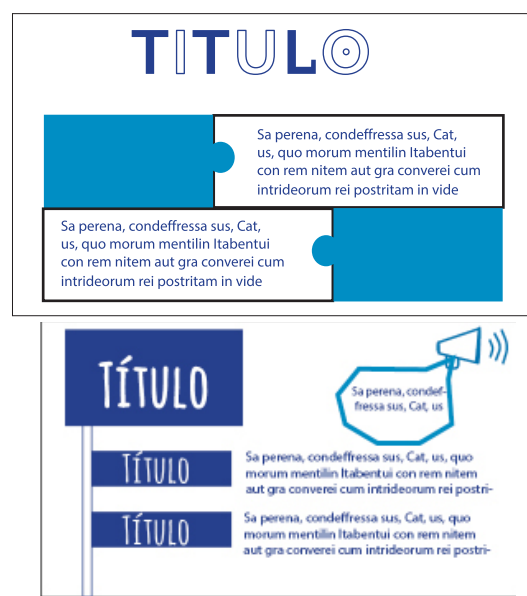 TITULO
Sa perena, condeffressa sus, Cat,
us, quo morum mentilin Itabentui
con rem nitem aut gra converei cum
intrideorum rei postritam in vide
Sa perena, condeffressa sus, Cat,
us, quo morum mentilin Itabentui
con rem nitem aut gra converei cum
intrideorum rei postritam in vide
TÍTULO
Sa perena, condef-
fressa sus, Cat, us
TÍTULO
Sa perena, condeffressa sus, Cat, us, quo
morum mentilin Itabentui con rem nitem
aut gra converei cum intrideorum rei postri-
TÍTULO
Sa perena, condeffressa sus, Cat, us, quo
morum mentilin Itabentui con rem nitem
aut gra converei cum intrideorum rei postri-